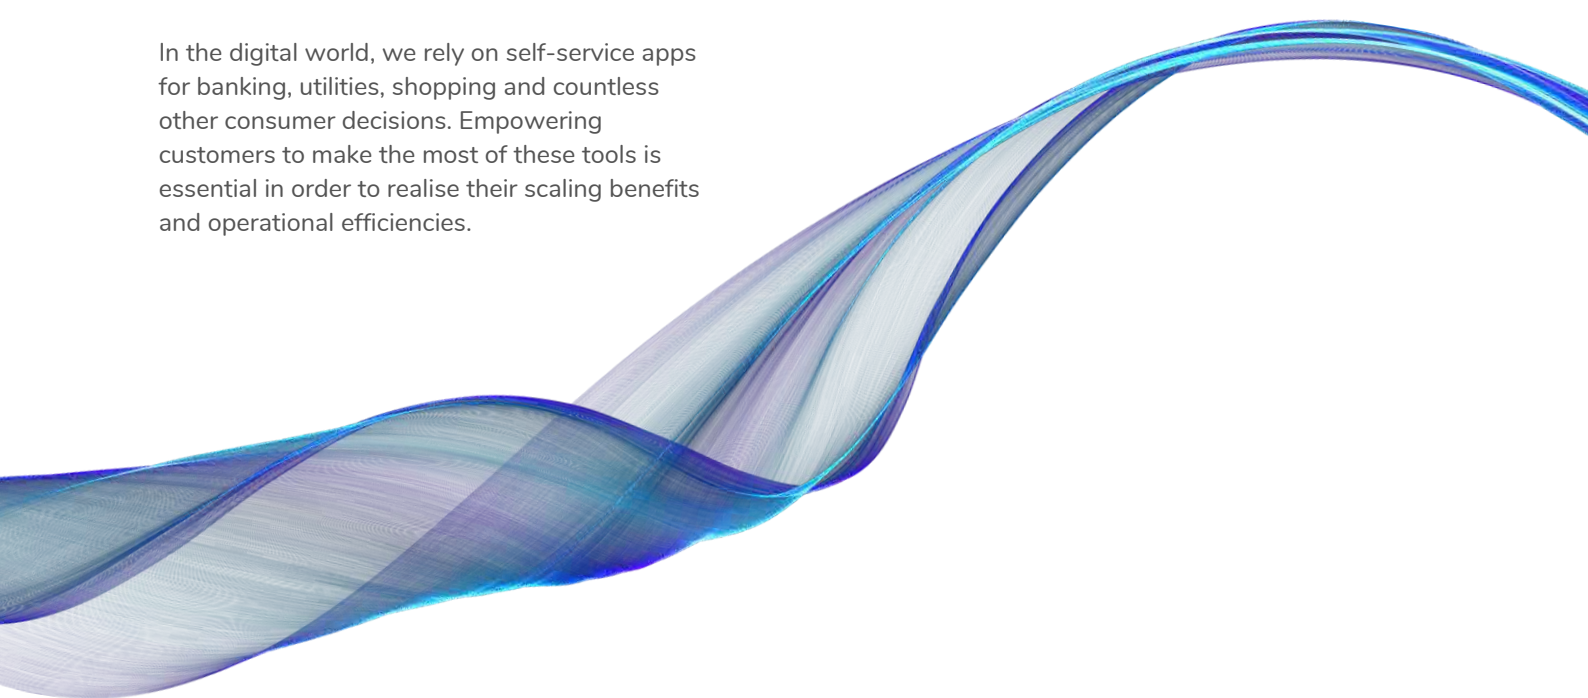 In the digital world, we rely on self-service apps
for banking, utilities, shopping and countless
other consumer decisions. Empowering
customers to make the most of these tools is
essential in order to realise their scaling benefits
and operational efficiencies.